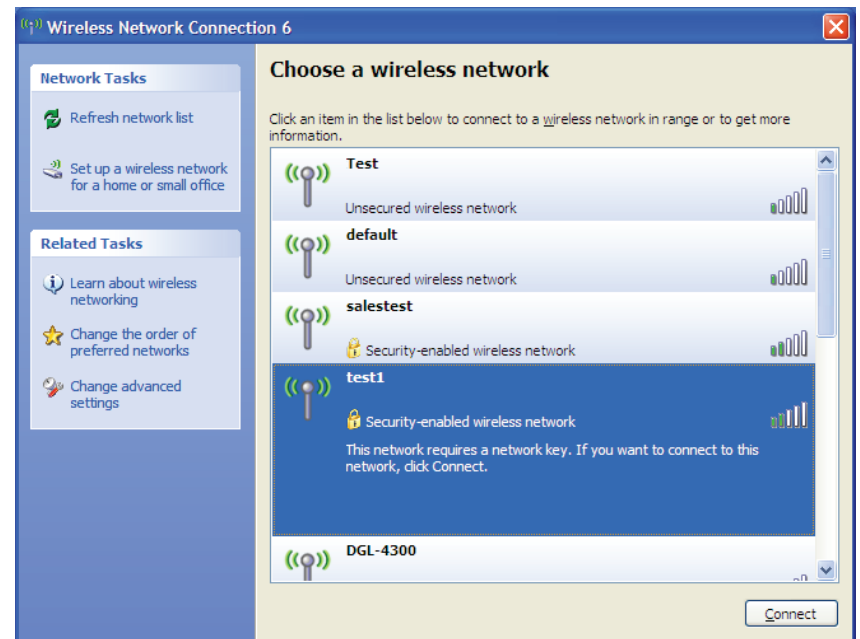 Wireless Network Connection 6
Network Tasks
Refresh network list
Set up a wireless network
for a home or small office
Related Tasks
Learn about wireless
networking
Change the order of
preferred networks
Change advanced
settings
Choose a wireless network
Click an item in the list below to connect to a wireless network in range or to get more
information.
Test
Unsecured wireless network
default
Unsecured wireless network
salestest
Security-enabled wireless network
test1
Security-enabled wireless network
This network requires a network key. If you want to connect to this
network, click Connect.
DGL-4300
Connect